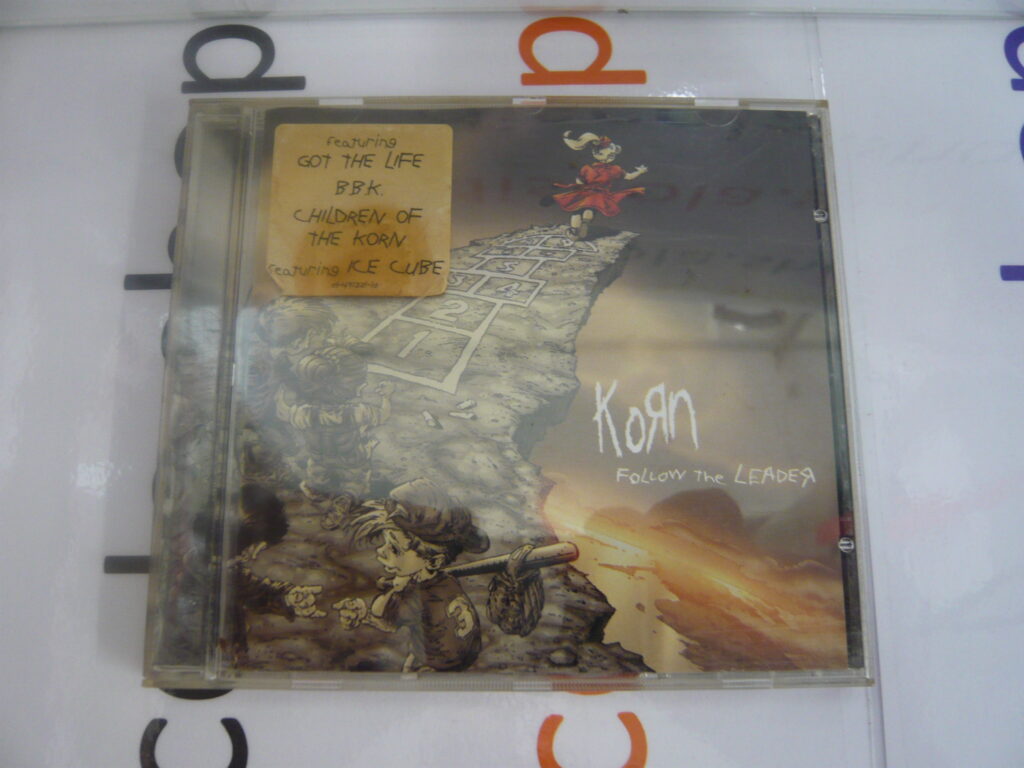 featuring
GOT THE LIFE
B.B.K.
CHILDREN OF
THE KORN
featuring ICE CUBE
1
2
3
4
5
KoЯn
FOLLOW THE LEADEЯ
3